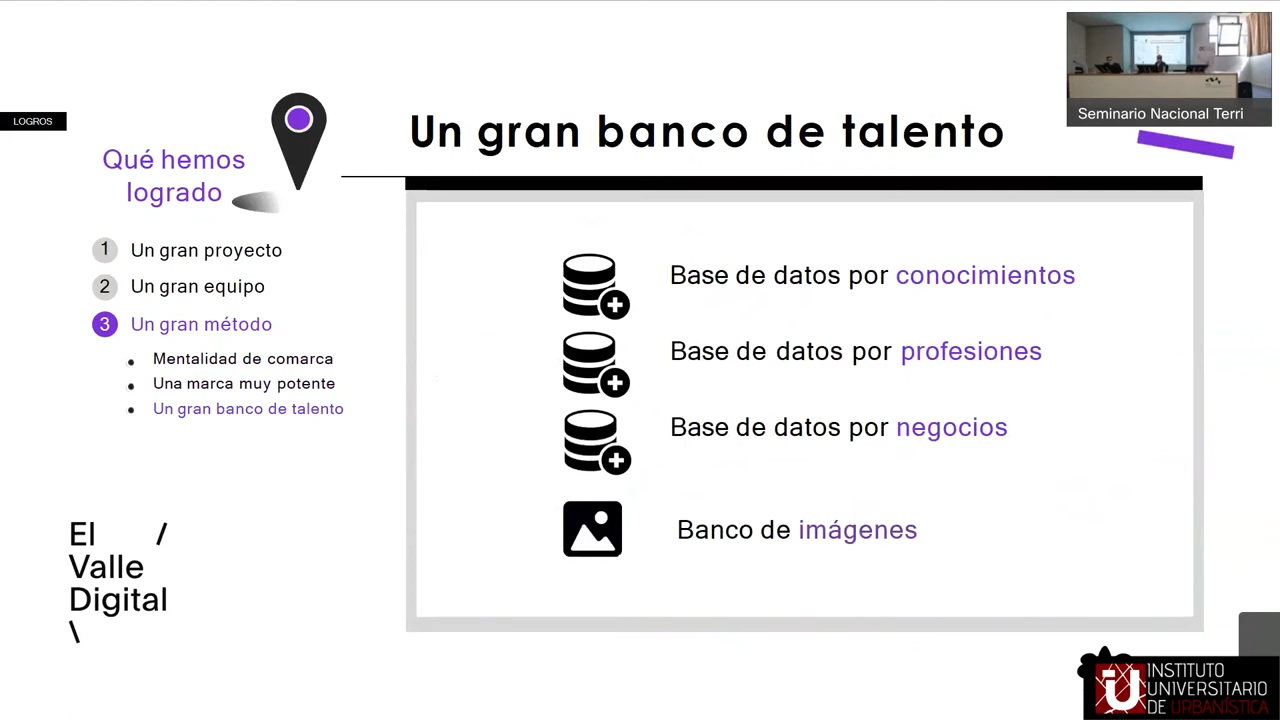 LOGROS
Qué hemos
logrado
1 Un gran proyecto
2 Un gran equipo
3 Un gran método
• Mentalidad de comarca
• Una marca muy potente
• Un gran banco de talento
El /
Valle
Digital
\
Un gran banco de talento
Base de datos por conocimientos
Base de datos por profesiones
Base de datos por negocios
Banco de imágenes
Seminario Nacional Terri
iU
INSTITUTO
UNIVERSITARIO
DE URBANÍSTICA